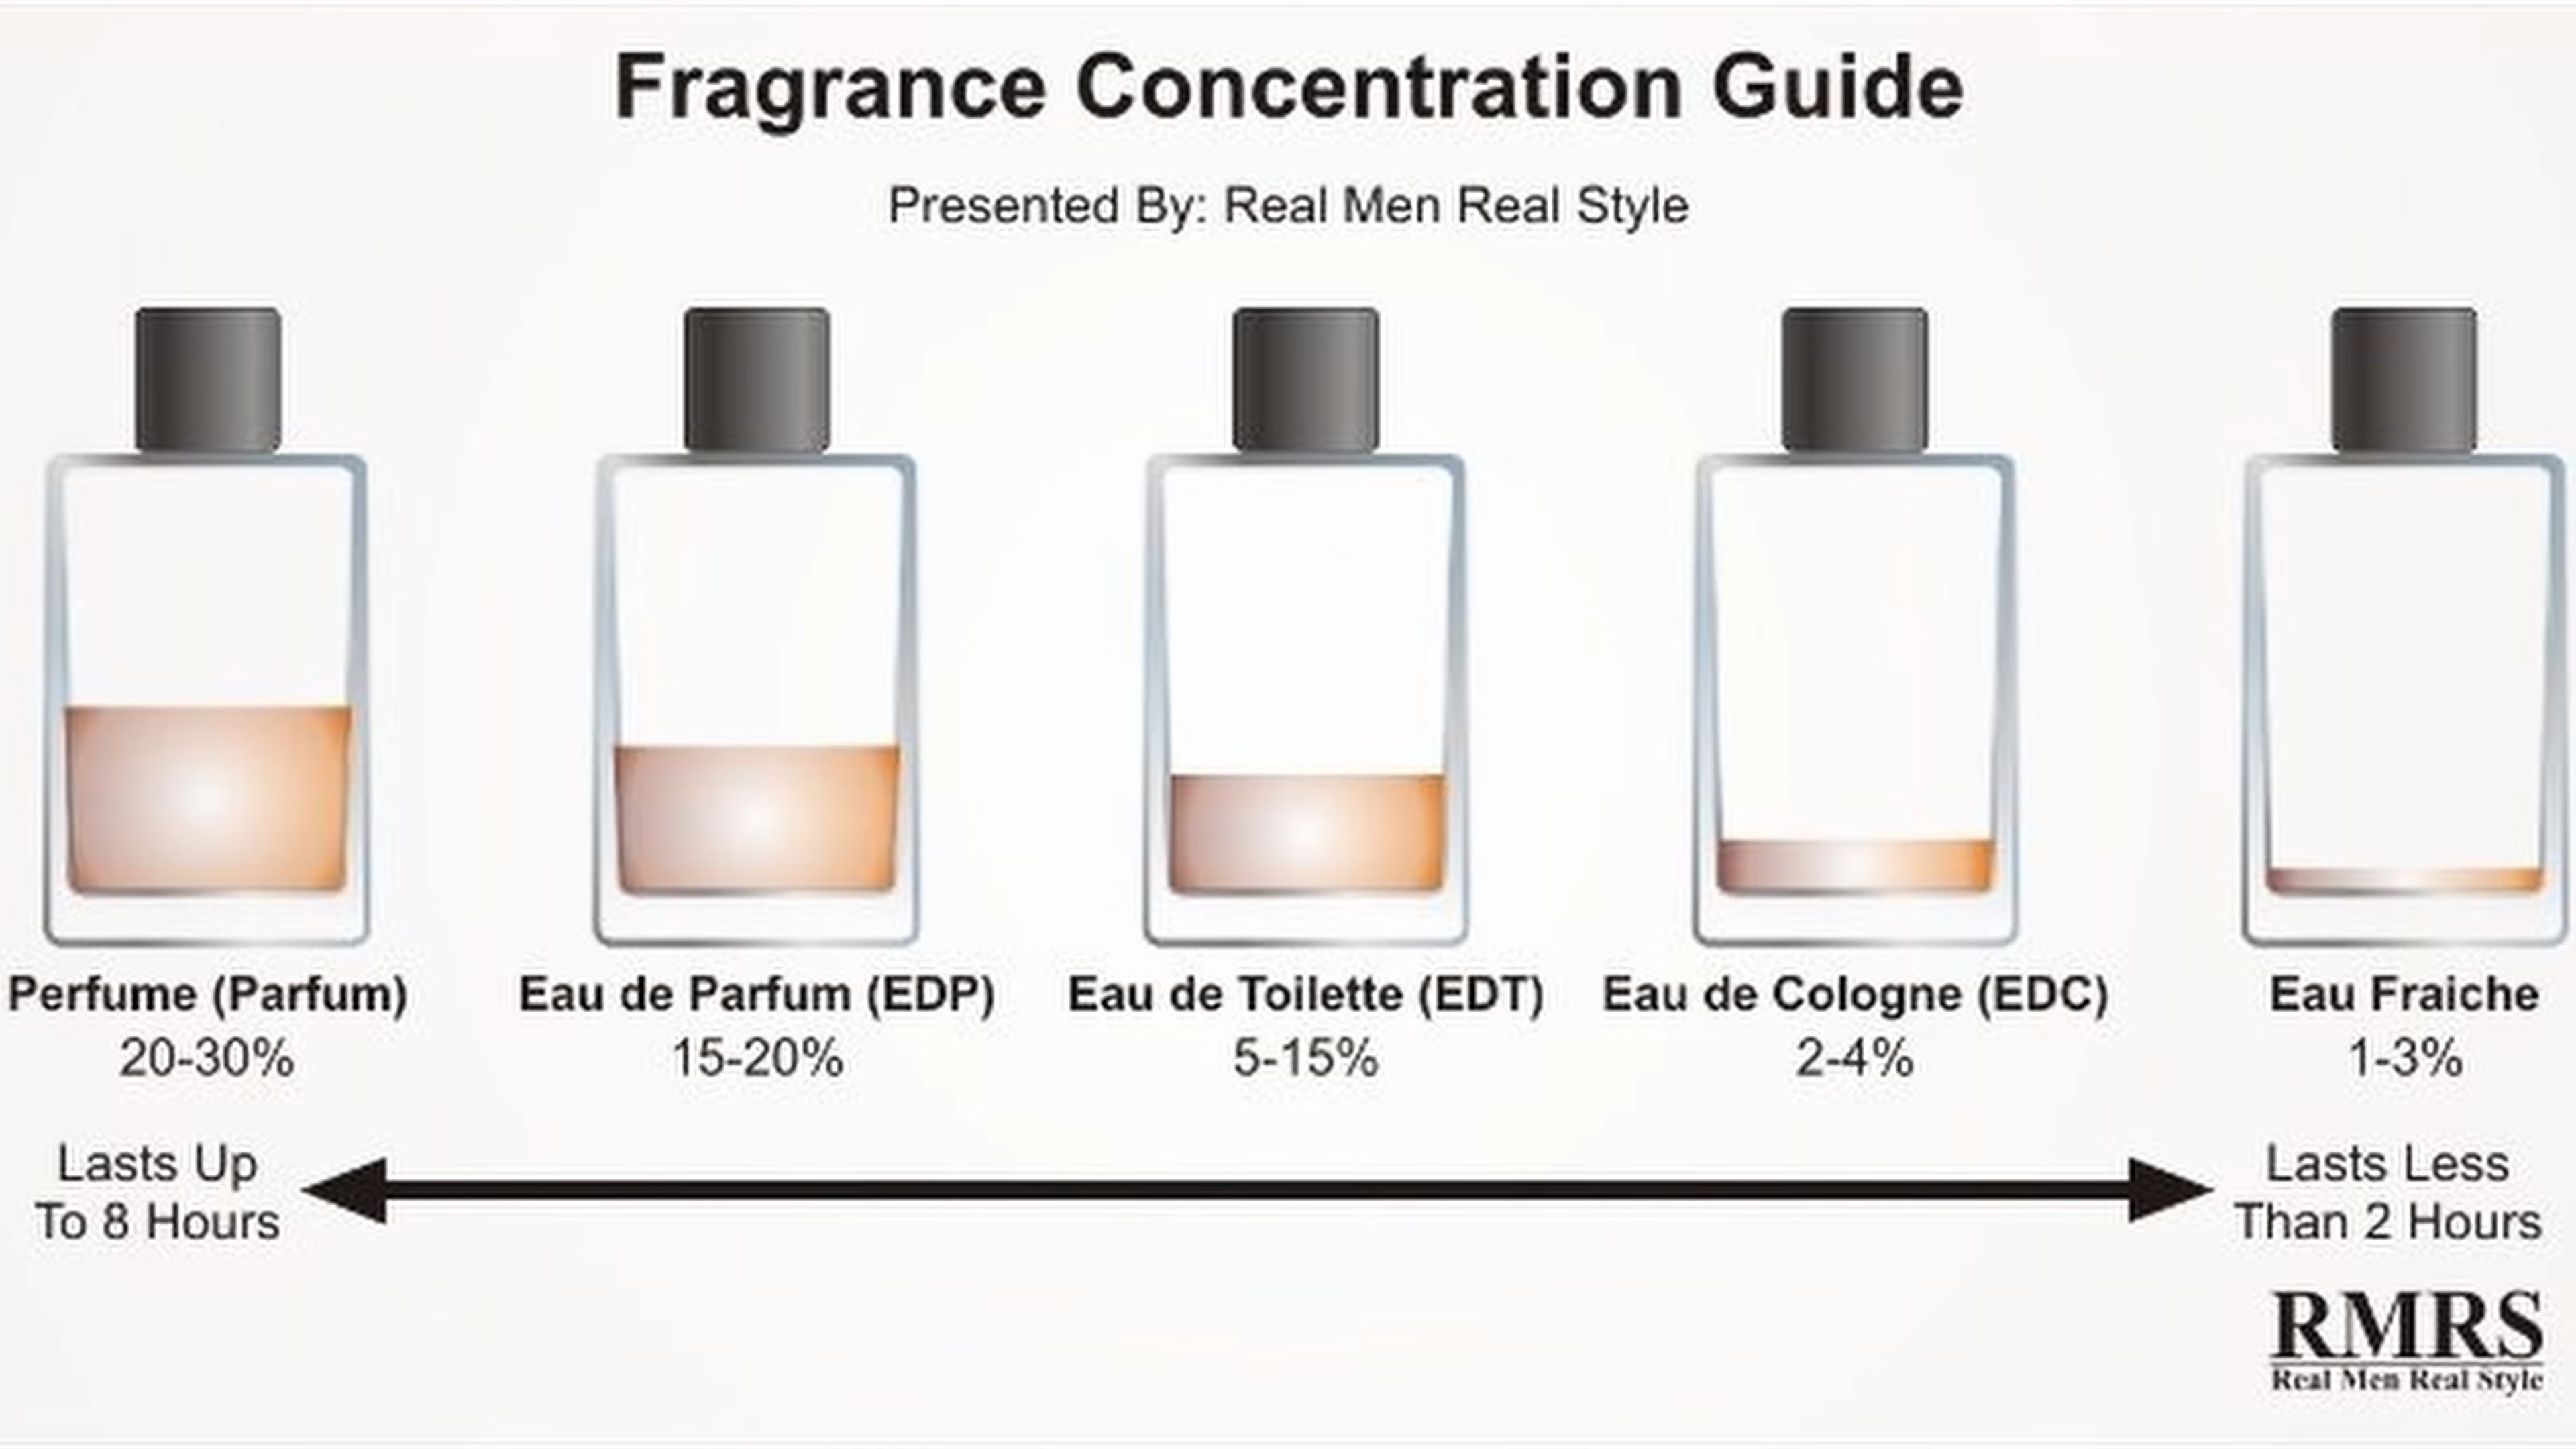 Fragrance Concentration Guide
Presented By: Real Men Real Style
Perfume (Parfum)
20-30%
Eau de Parfum (EDP)
15-20%
Eau de Toilette (EDT)
5-15%
Eau de Cologne (EDC)
2-4%
Eau Fraiche
1-3%
Lasts Up
To 8 Hours
Lasts Less
Than 2 Hours
RMRS
Real Men Real Style